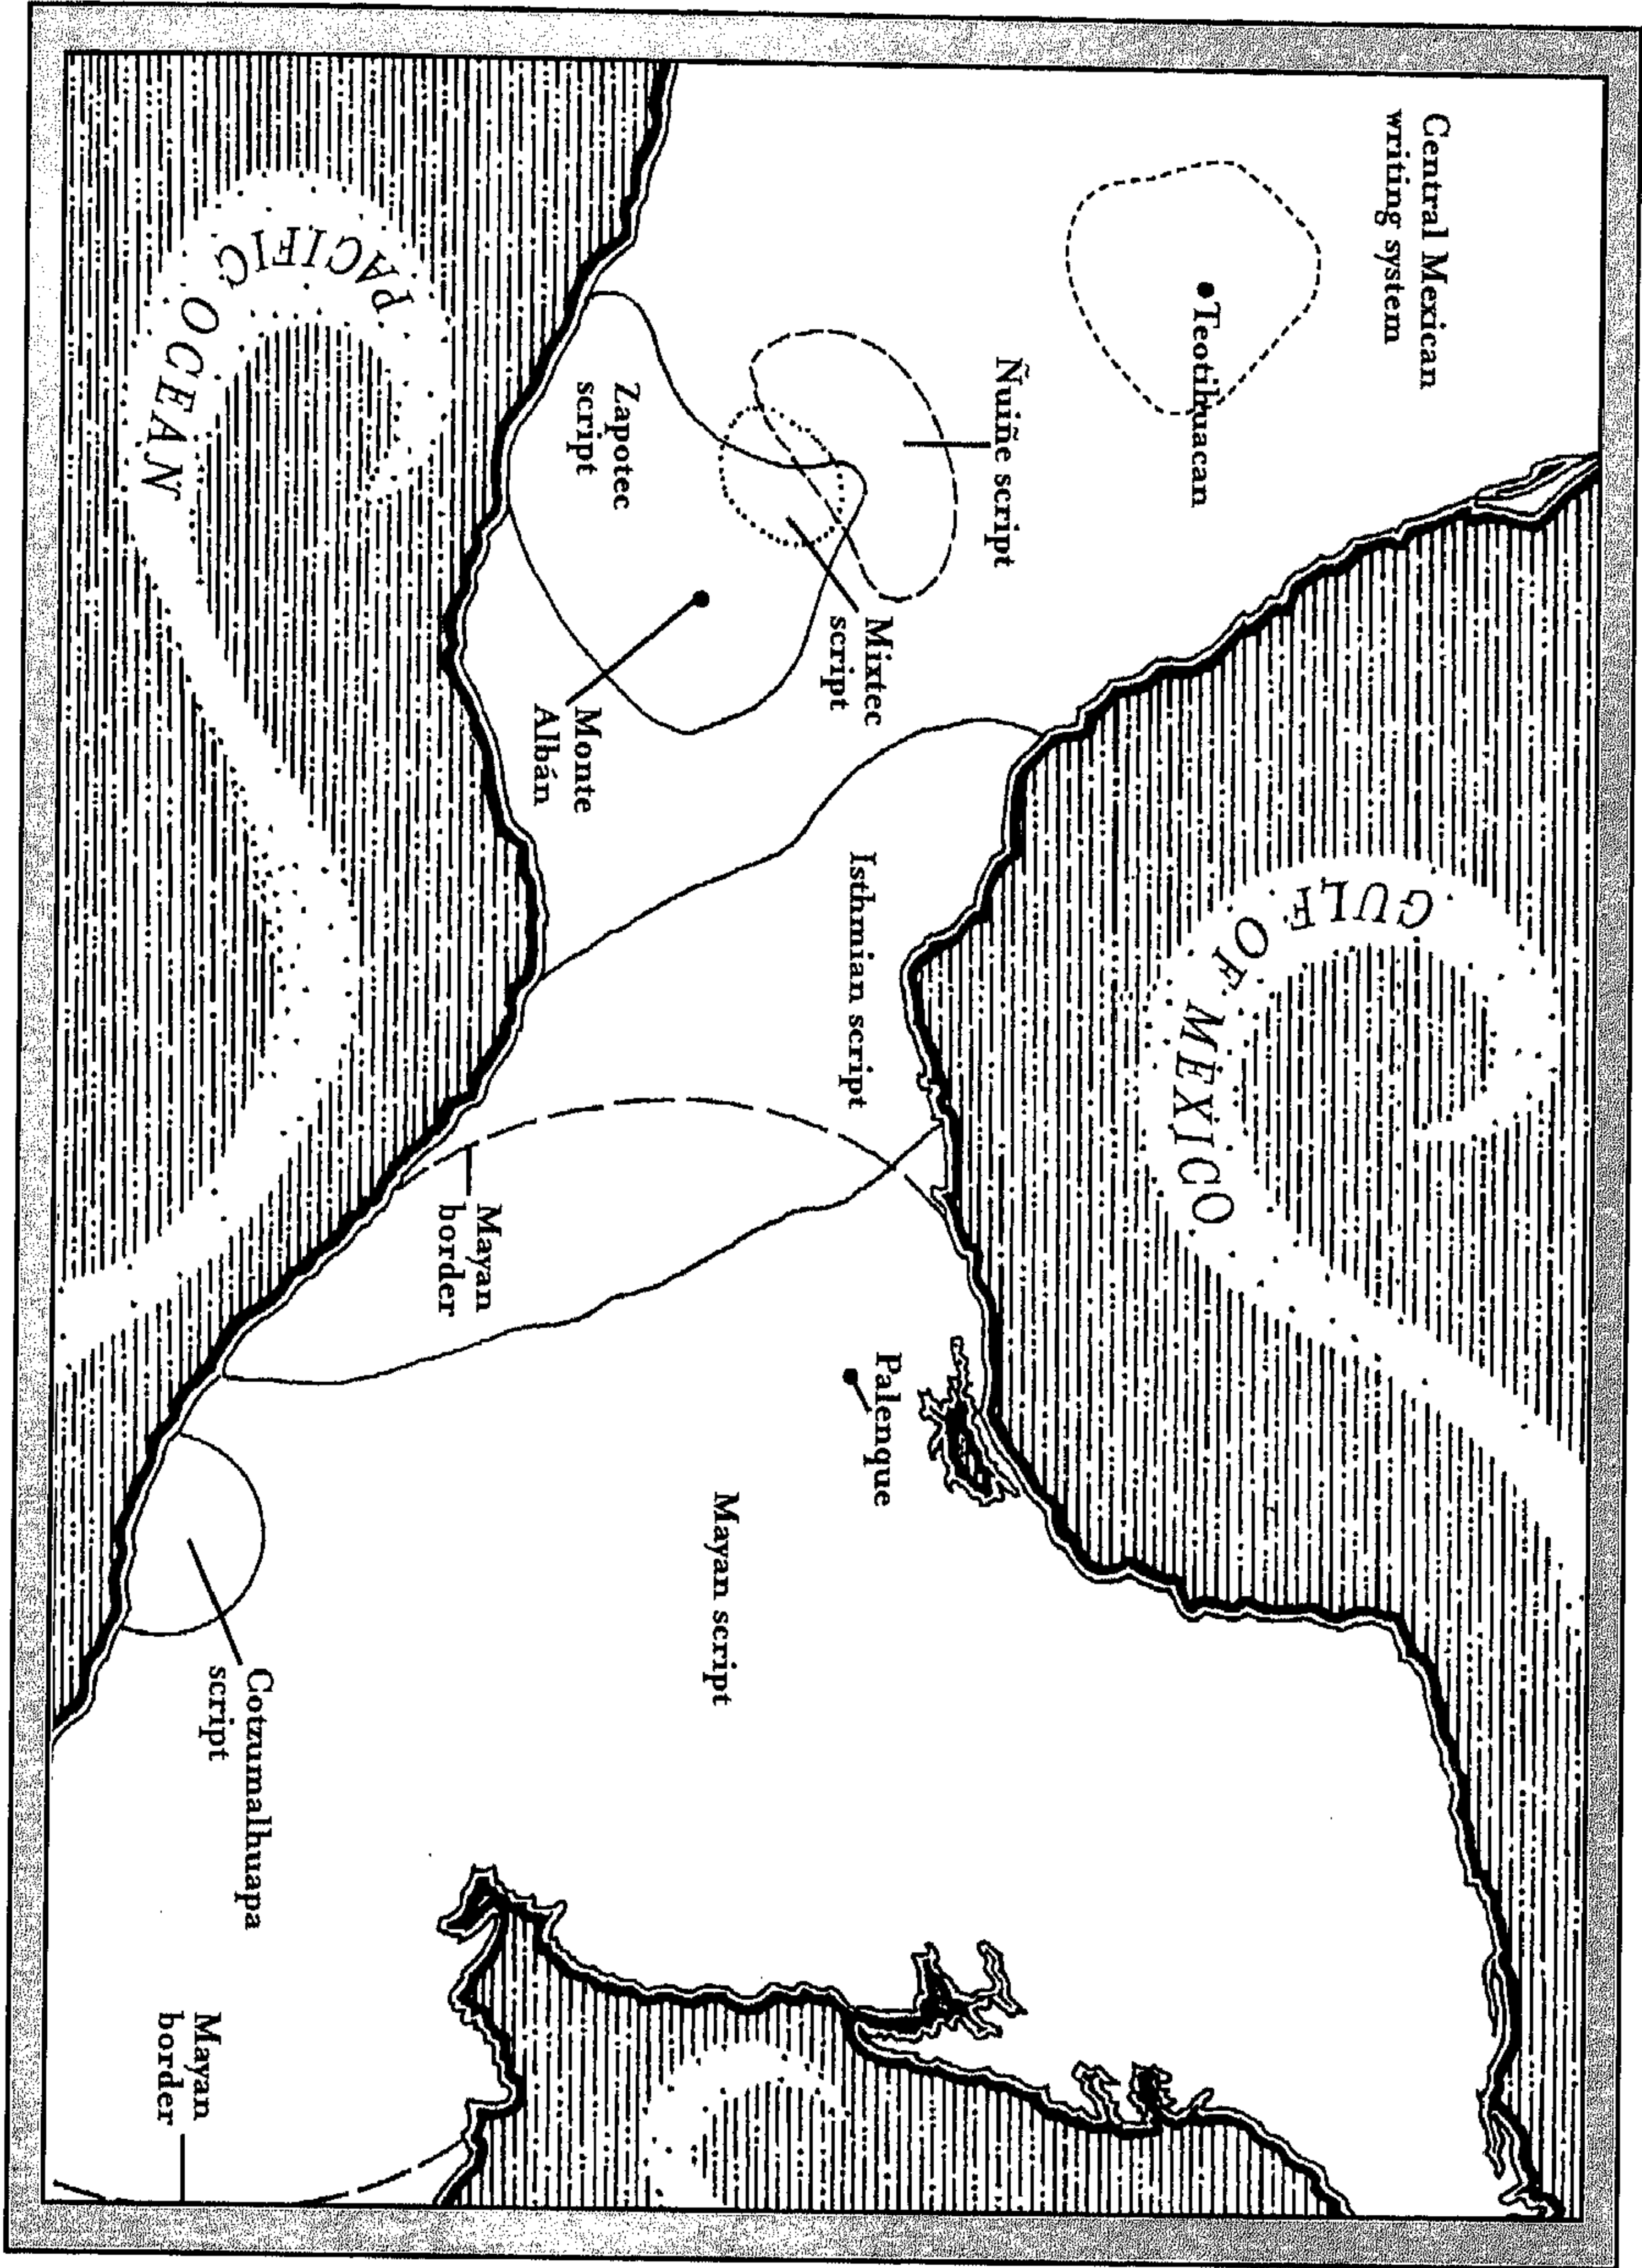 Central Mexican
writing system
Teotihuacan
GULF OF MEXICO
Ñuiñe script
Mixtec
script
Zapotec
script
Monte
Albán
Isthmian script
PACIFIC OCEAN
Palenque
Mayan
border
Mayan script
Cotzumalhuapa
script
Mayan
border